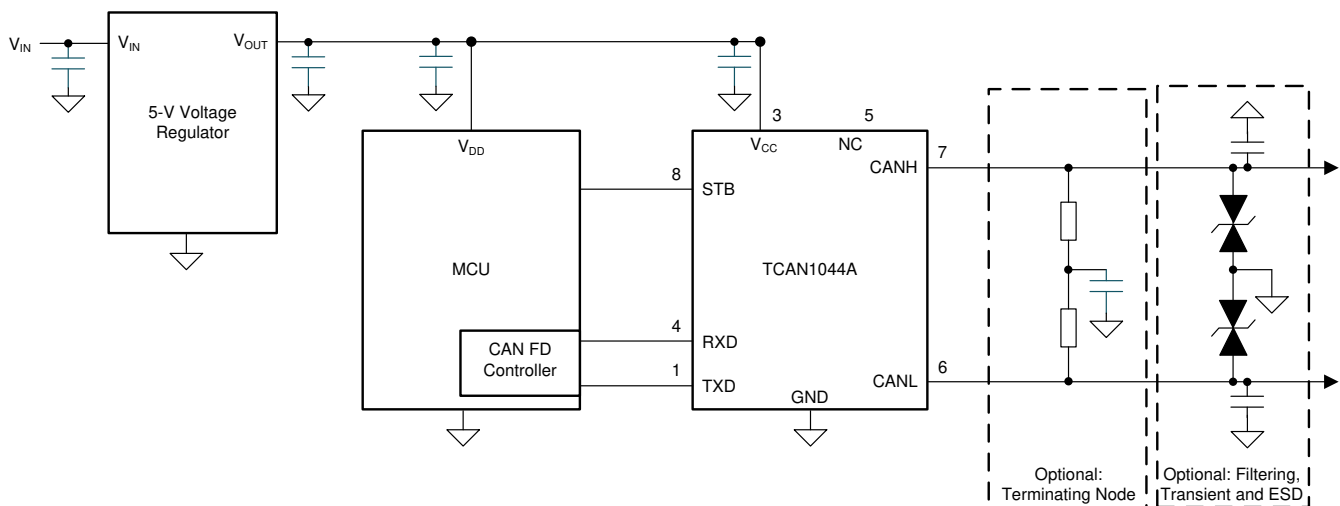 VIN
VIN
VOUT
5-V Voltage
Regulator
VDD
MCU
CAN FD
Controller
3
5
VCC
NC
8
STB
CANH
7
TCAN1044A
4
RXD
1
TXD
CANL
6
GND
Optional:
Terminating Node
Optional: Filtering,
Transient and ESD